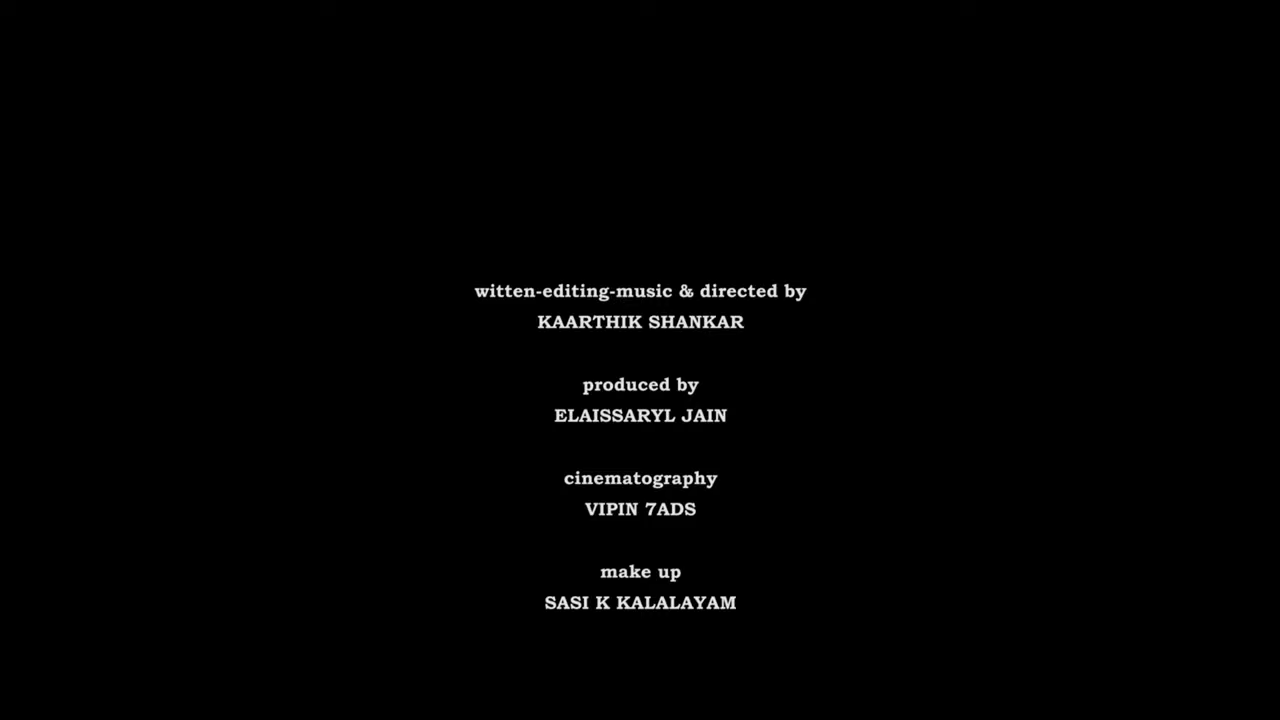 witten-editing-music & directed by
KAARTHIK SHANKAR
produced by
ELAISSARYL JAIN
cinematography
VIPIN 7ADS
make up
SASI K KALALAYAM